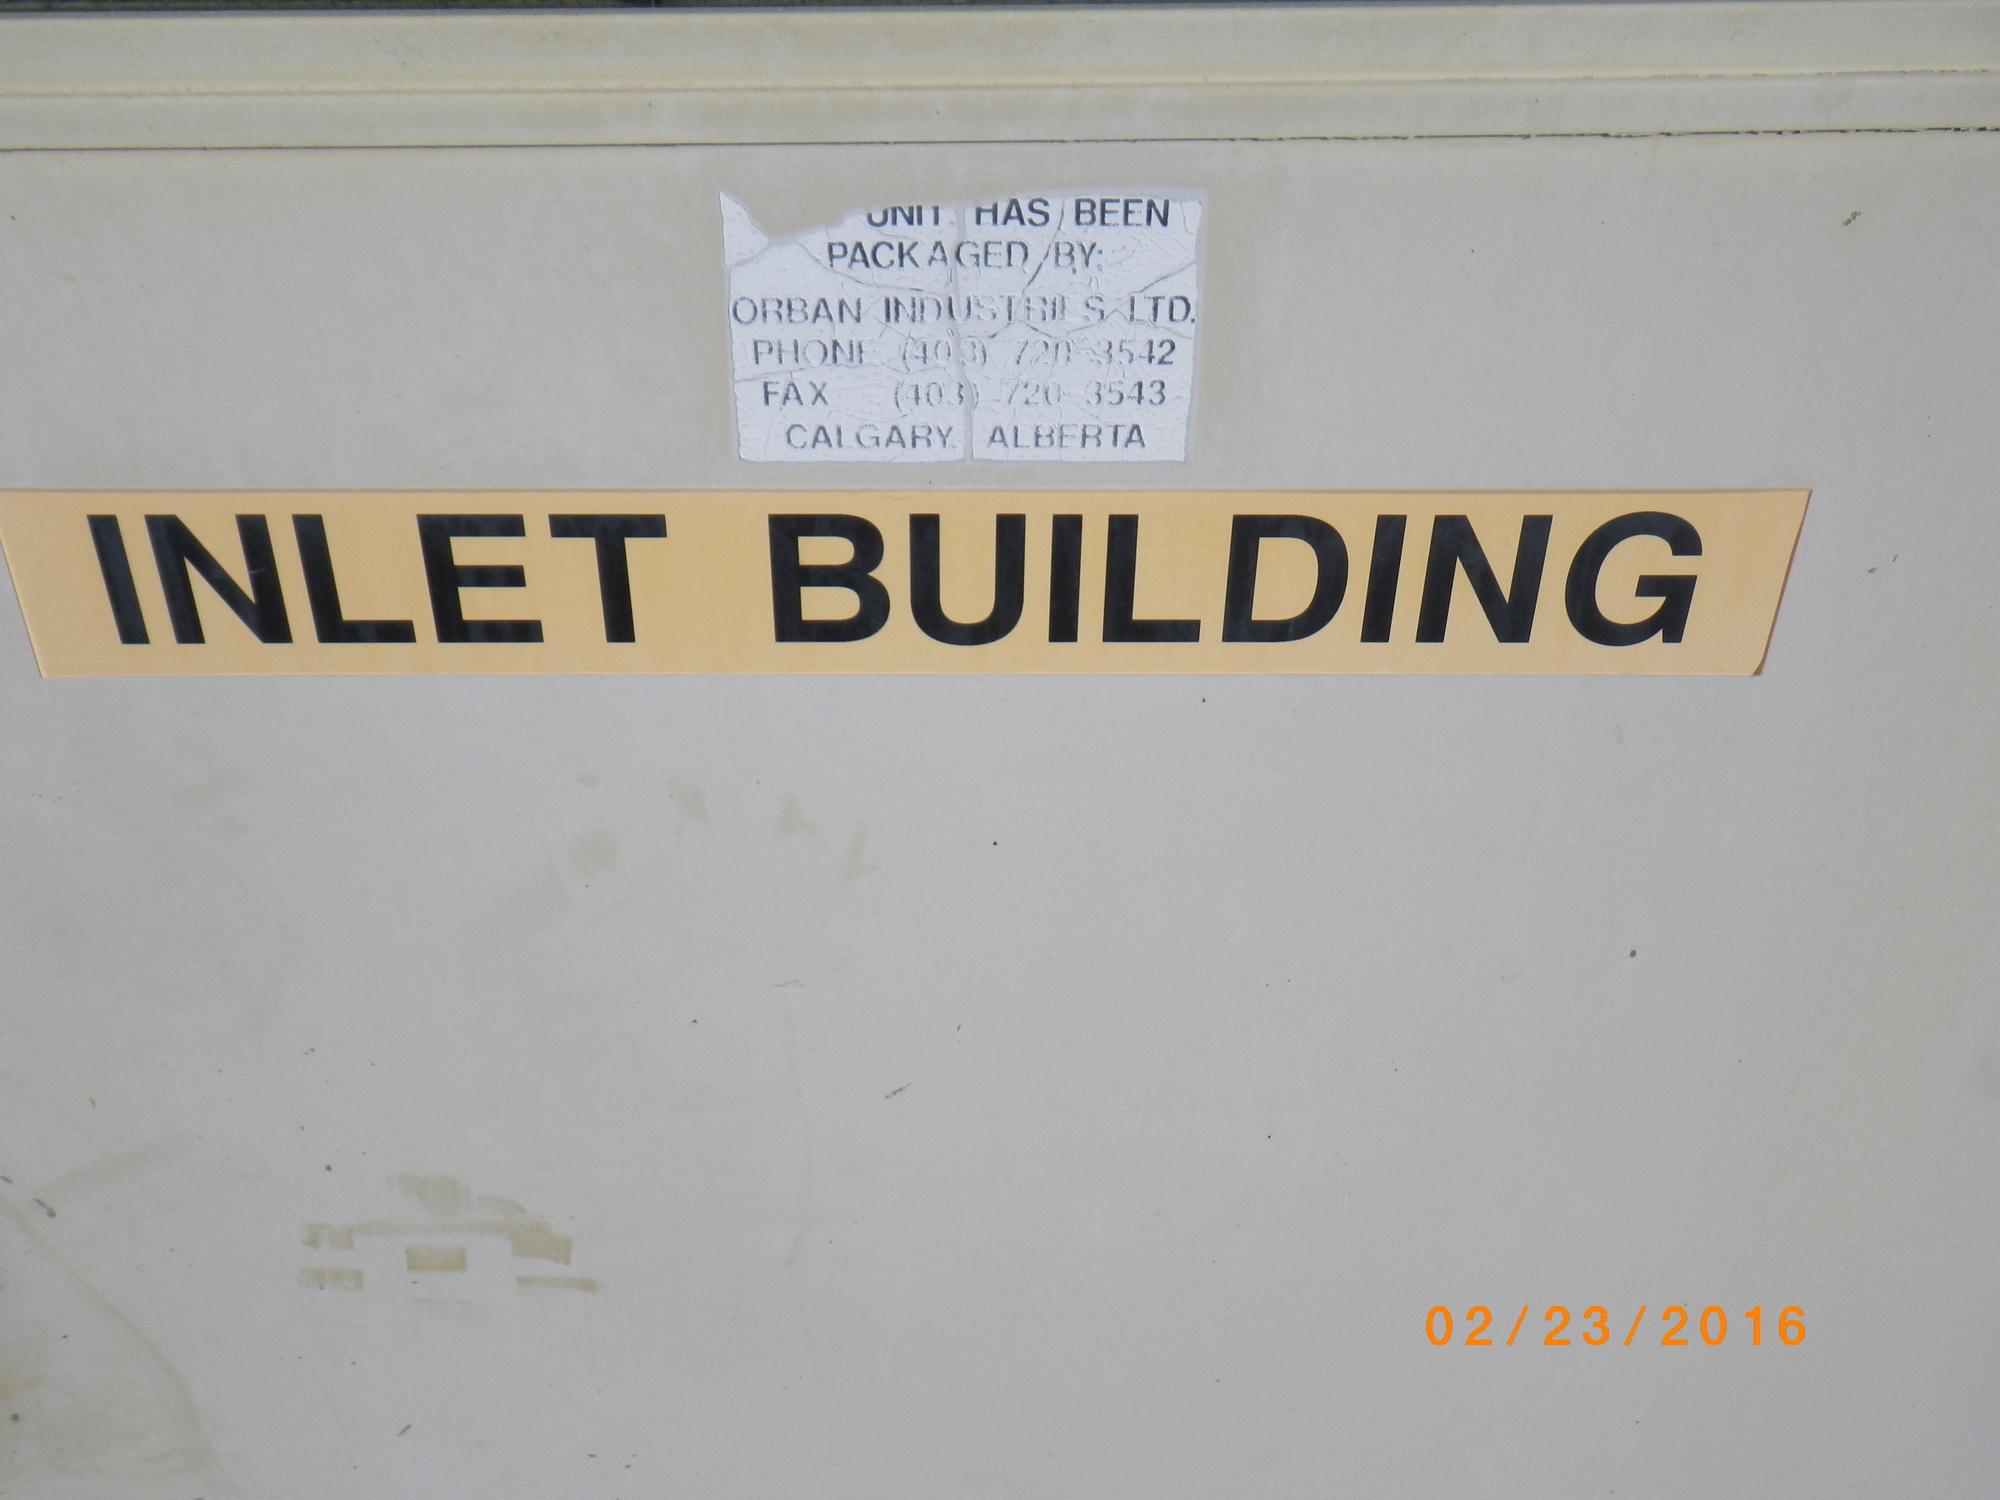 UNIT HAS BEEN
PACKAGED BY:
ORBAN INDUSTRIES LTD.
PHONE (403) 720-3542
FAX (403) 720-3543
CALGARY, ALBERTA
INLET BUILDING
02/23/2016